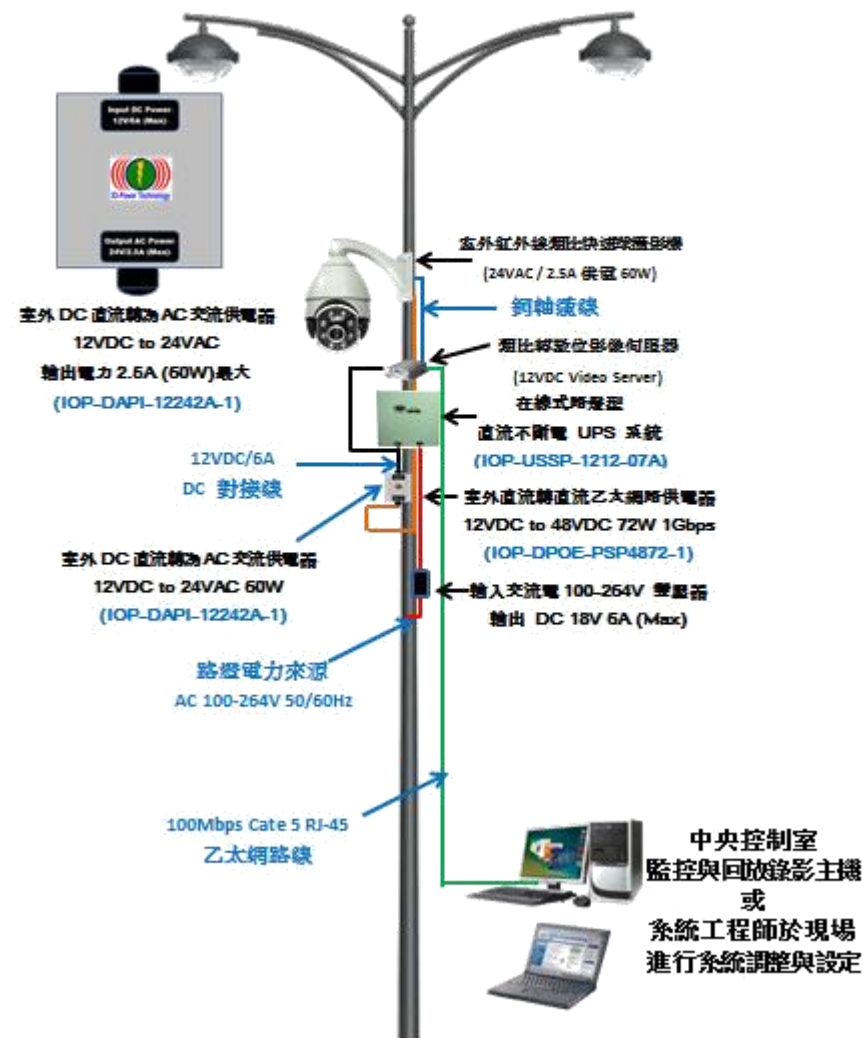 Input DC Power
12V/6A (Max)
Output AC Power
24V/2.5A (Max)
室外 DC 直流轉為 AC 交流供電器
12VDC to 24VAC
輸出電力 2.5A (60W)最大
(IOP-DAPI-12242A-1)
室外紅外線類比快速球攝影機
(24VAC / 2.5A 供電 60W)
銅軸纜線
類比轉數位影像伺服器
(12VDC Video Server)
在線式路燈型
直流不斷電 UPS 系統
(IOP-USSP-1212-07A)
12VDC/6A
DC 對接線
室外直流轉直流乙太網路供電器
12VDC to 48VDC 72W 1Gbps
(IOP-DPOE-PSP4872-1)
室外 DC 直流轉為 AC 交流供電器
12VDC to 24VAC 60W
(IOP-DAPI-12242A-1)
輸入交流電 100-264V 變壓器
輸出 DC 18V 6A (Max)
路燈電力來源
AC 100-264V 50/60Hz
100Mbps Cate 5 RJ-45
乙太網路線
中央控制室
監控與回放錄影主機
或
系統工程師於現場
進行系統調整與設定